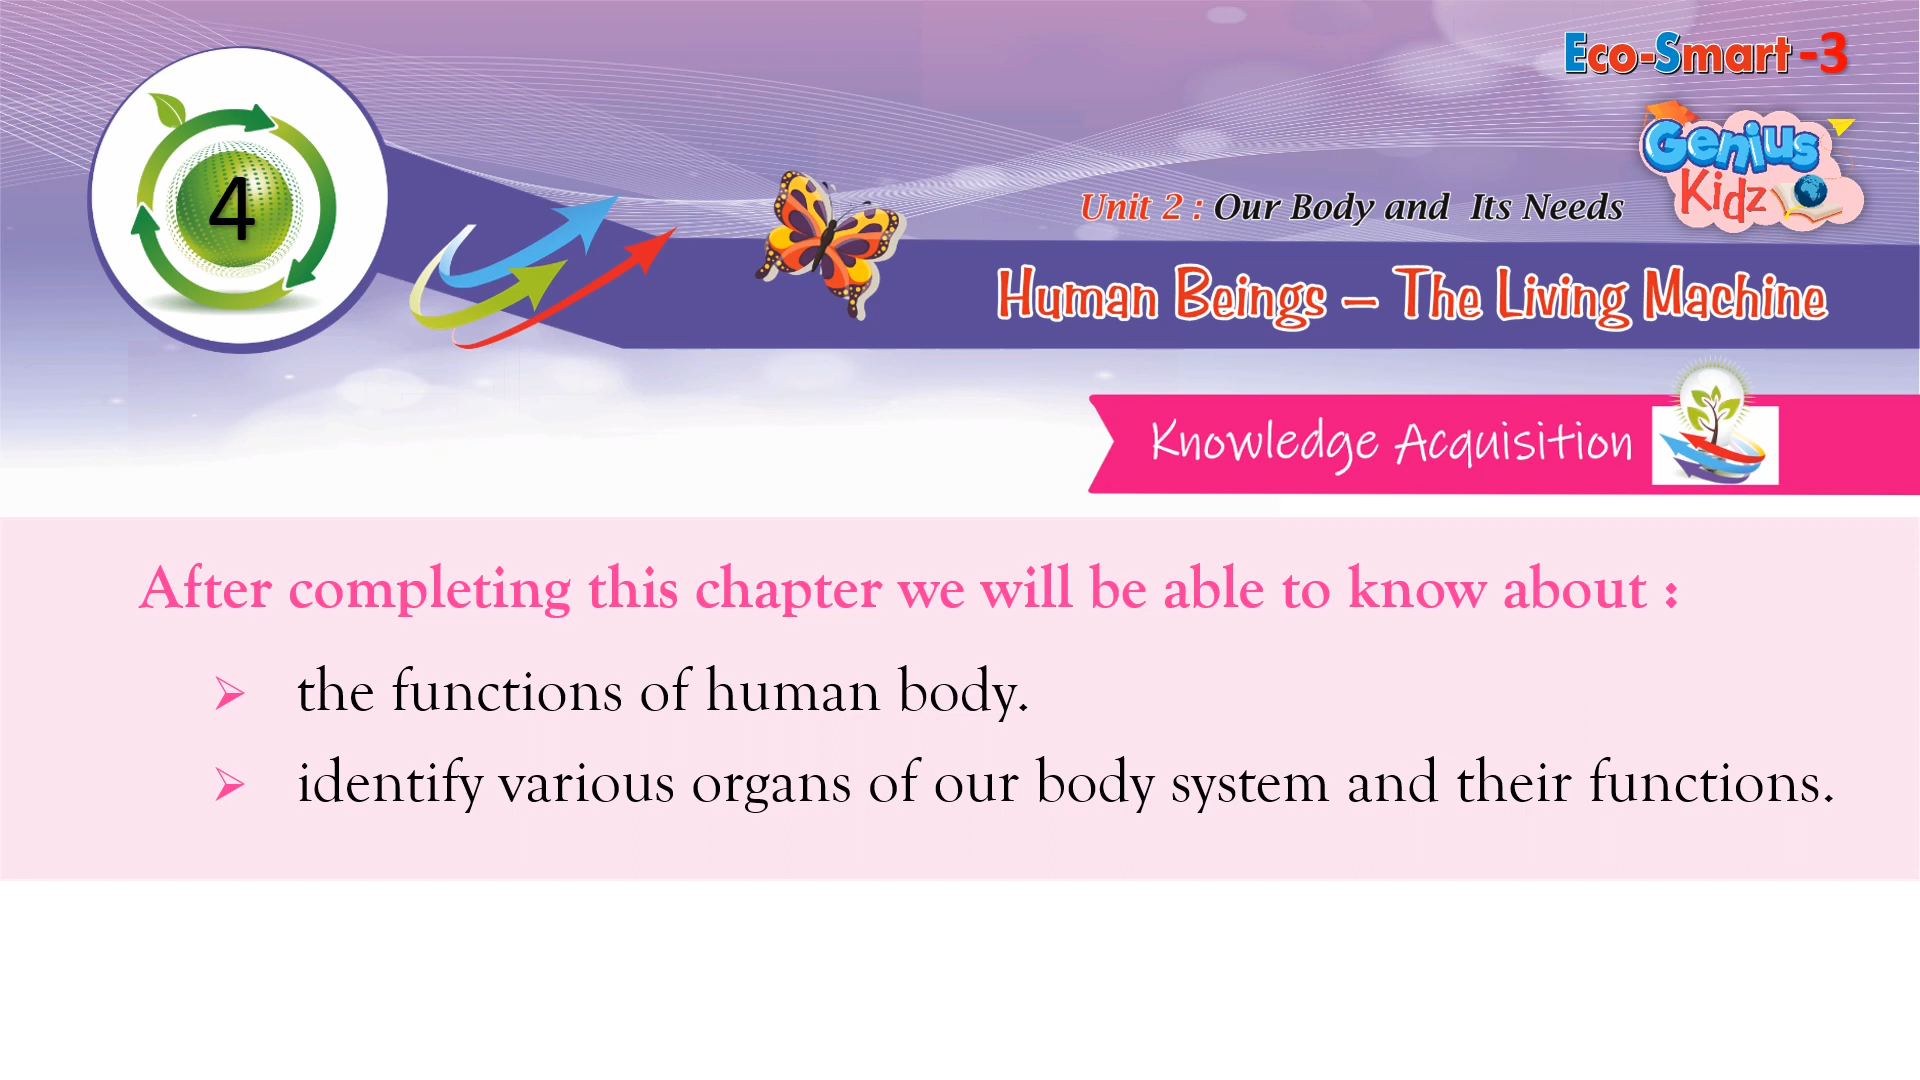 Eco-Smart -3
4
Genius
Kidz
Unit 2 : Our Body and Its Needs
Human Beings – The Living Machine
Knowledge Acquisition
After completing this chapter we will be able to know about :
➢ the functions of human body.
➢ identify various organs of our body system and their functions.